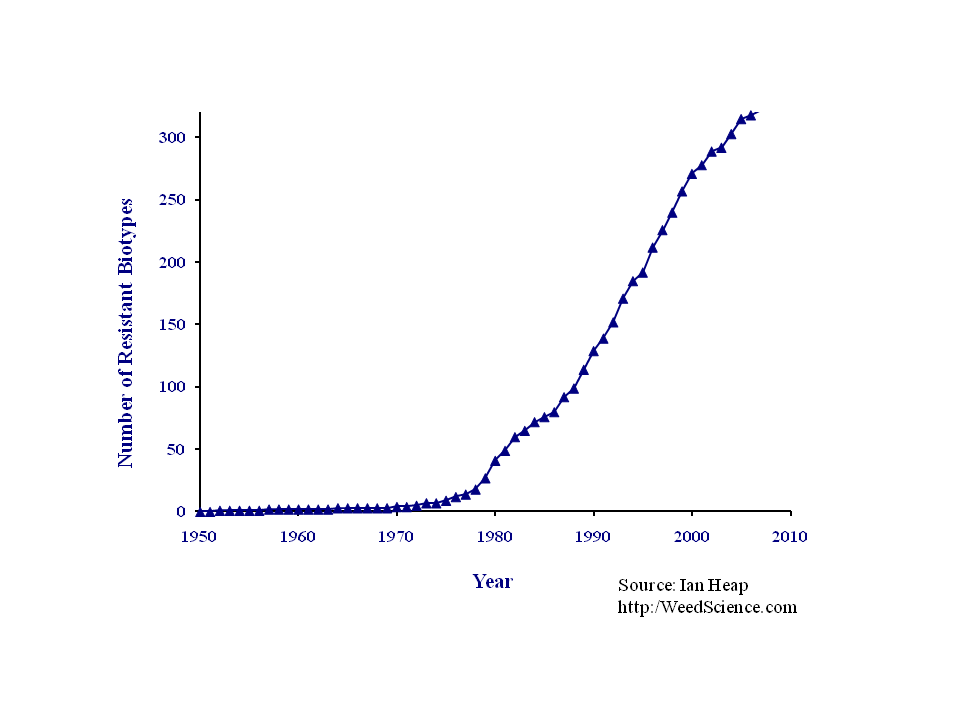 300
250
200
150
100
50
0
Number of Resistant Biotypes
1950 1960 1970 1980 1990 2000 2010
Year
Source: Ian Heap
http:/WeedScience.com